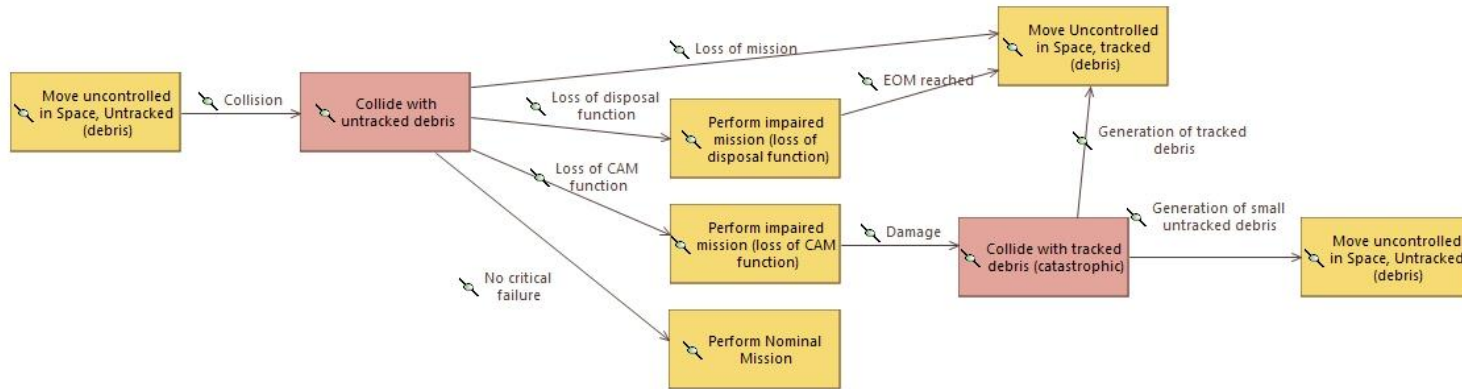 Move Uncontrolled
in Space, tracked
(debris)
Loss of mission
EOM reached
Move uncontrolled
in Space, Untracked
(debris)
Collision
Collide with
untracked debris
Loss of disposal
function
Perform impaired
mission (loss of
disposal function)
Generation of tracked
debris
Loss of CAM
function
Perform impaired
mission (loss of CAM
function)
Damage
Collide with tracked
debris (catastrophic)
Generation of small
untracked debris
Move uncontrolled
in Space, Untracked
(debris)
No critical
failure
Perform Nominal
Mission